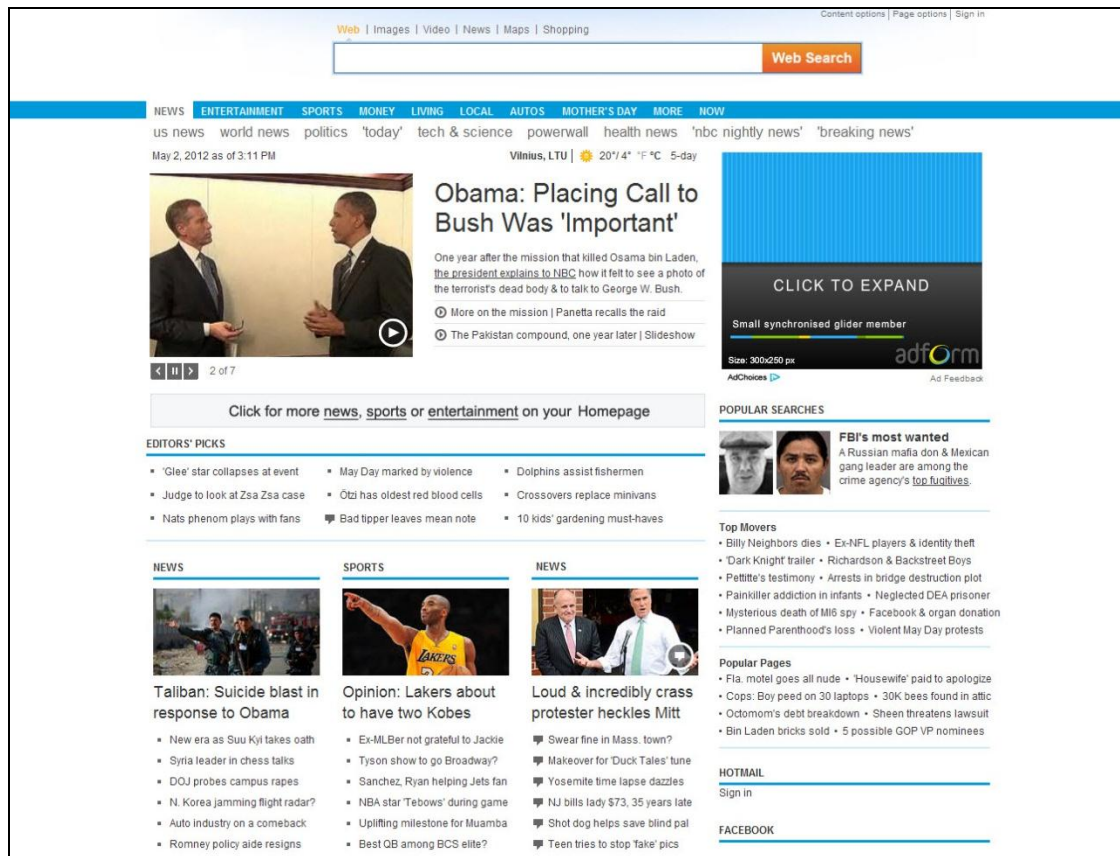 Content options | Page options | Sign in
Web | Images | Video | News | Maps | Shopping
Web Search
NEWS ENTERTAINMENT SPORTS MONEY LIVING LOCAL AUTOS MOTHER'S DAY MORE NOW
us news world news politics 'today' tech & science powerwall health news 'nbc nightly news' 'breaking news'
May 2, 2012 as of 3:11 PM
Vilnius, LTU | 20°/ 4° °F °C 5-day
Obama: Placing Call to
Bush Was 'Important'
One year after the mission that killed Osama bin Laden,
the president explains to NBC how it felt to see a photo of
the terrorist's dead body & to talk to George W. Bush.
More on the mission | Panetta recalls the raid
The Pakistan compound, one year later | Slideshow
2 of 7
CLICK TO EXPAND
Small synchronised glider member
Size: 300x250 px
adform
AdChoices
Ad Feedback
Click for more news, sports or entertainment on your Homepage
EDITORS' PICKS
▪ 'Glee' star collapses at event
▪ Judge to look at Zsa Zsa case
▪ Nats phenom plays with fans
▪ May Day marked by violence
▪ Ötzi has oldest red blood cells
Bad tipper leaves mean note
▪ Dolphins assist fishermen
▪ Crossovers replace minivans
▪ 10 kids' gardening must-haves
NEWS
Taliban: Suicide blast in
response to Obama
▪ New era as Suu Kyi takes oath
▪ Syria leader in chess talks
▪ DOJ probes campus rapes
▪ N. Korea jamming flight radar?
▪ Auto industry on a comeback
▪ Romney policy aide resigns
SPORTS
LAKERS
Opinion: Lakers about
to have two Kobes
▪ Ex-MLBer not grateful to Jackie
▪ Tyson show to go Broadway?
▪ Sanchez, Ryan helping Jets fan
▪ NBA star 'Tebows' during game
▪ Uplifting milestone for Muamba
▪ Best QB among BCS elite?
NEWS
Loud & incredibly crass
protester heckles Mitt
Swear fine in Mass. town?
Makeover for 'Duck Tales' tune
Yosemite time lapse dazzles
NJ bills lady $73, 35 years late
Shot dog helps save blind pal
Teen tries to stop 'fake' pics
POPULAR SEARCHES
FBI's most wanted
A Russian mafia don & Mexican
gang leader are among the
crime agency's top fugitives.
Top Movers
• Billy Neighbors dies • Ex-NFL players & identity theft
• 'Dark Knight' trailer • Richardson & Backstreet Boys
• Pettitte's testimony • Arrests in bridge destruction plot
• Painkiller addiction in infants • Neglected DEA prisoner
• Mysterious death of MI6 spy • Facebook & organ donation
• Planned Parenthood's loss • Violent May Day protests
Popular Pages
• Fla. motel goes all nude • 'Housewife' paid to apologize
• Cops: Boy peed on 30 laptops • 30K bees found in attic
• Octomom's debt breakdown • Sheen threatens lawsuit
• Bin Laden bricks sold • 5 possible GOP VP nominees
HOTMAIL
Sign in
FACEBOOK